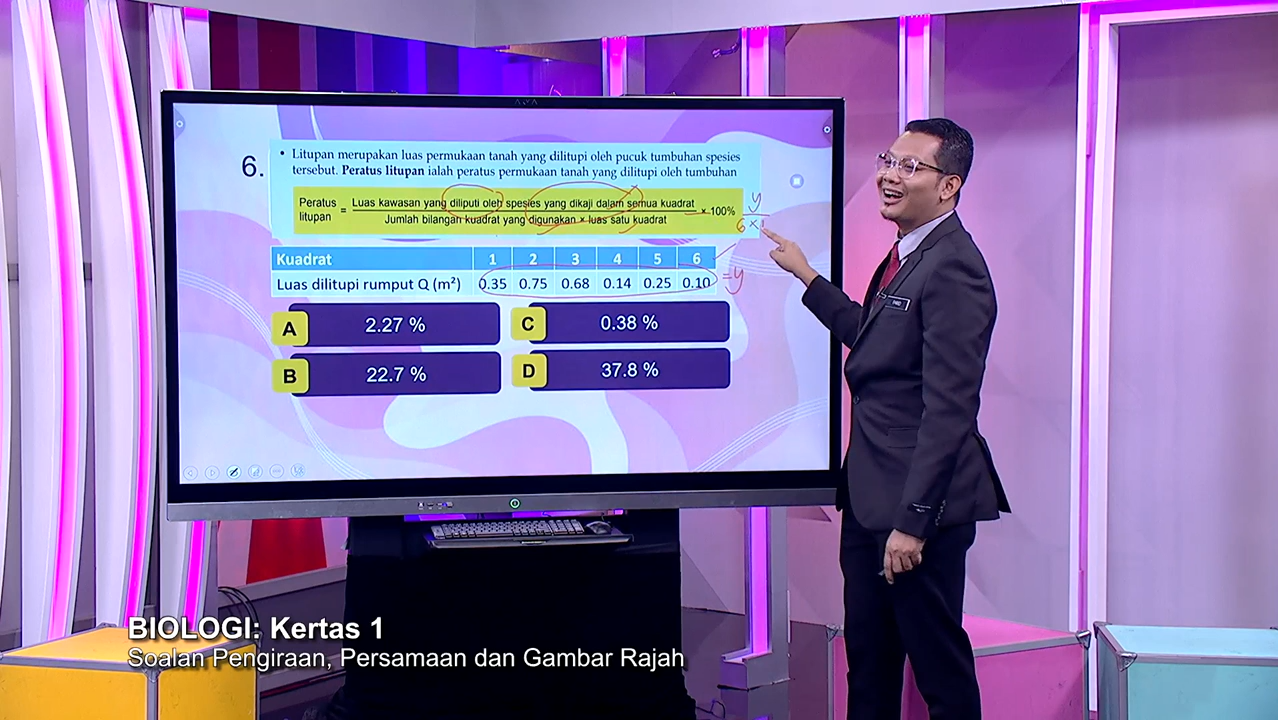 6.
• Litupan merupakan luas permukaan tanah yang dilitupi oleh pucuk tumbuhan spesies
tersebut. Peratus litupan ialah peratus permukaan tanah yang dilitupi oleh tumbuhan
Peratus litupan = Luas kawasan yang diliputi oleh spesies yang dikaji dalam semua kuadrat
Jumlah bilangan kuadrat yang digunakan × luas satu kuadrat
× 100%
y
6 ×
Kuadrat 1 2 3 4 5 6
Luas dilitupi rumput Q (m²) 0.35 0.75 0.68 0.14 0.25 0.10 = y
A 2.27 %
C 0.38 %
B 22.7 %
D 37.8 %
BIOLOGI: Kertas 1
Soalan Pengiraan, Persamaan dan Gambar Rajah